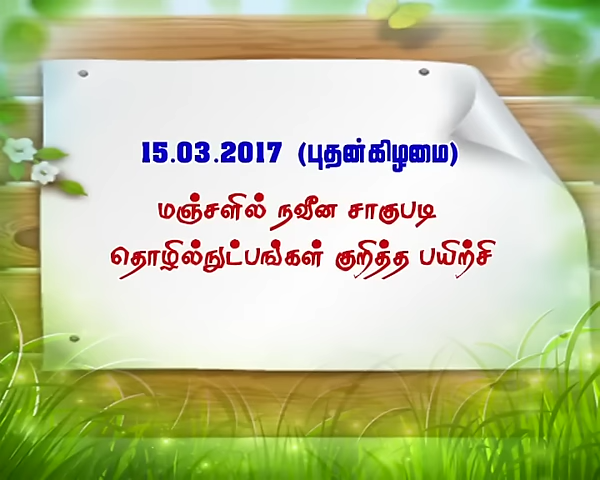 15.03.2017 (புதன்கிழமை)
மஞ்சளில் நவீன சாகுபடி
தொழில்நுட்பங்கள் குறித்த பயிற்சி